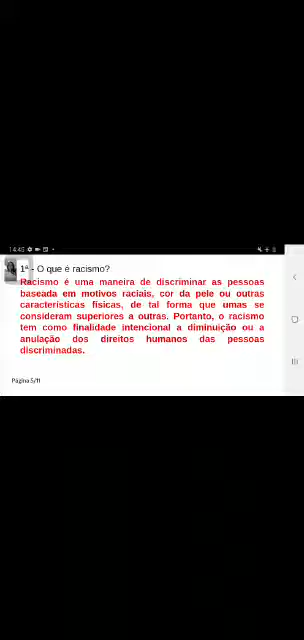 14:45
1ª - O que é racismo?
Racismo é uma maneira de discriminar as pessoas
baseada em motivos raciais, cor da pele ou outras
características físicas, de tal forma que umas se
consideram superiores a outras. Portanto, o racismo
tem como finalidade intencional a diminuição ou a
anulação dos direitos humanos das pessoas
discriminadas.
Página 5/11